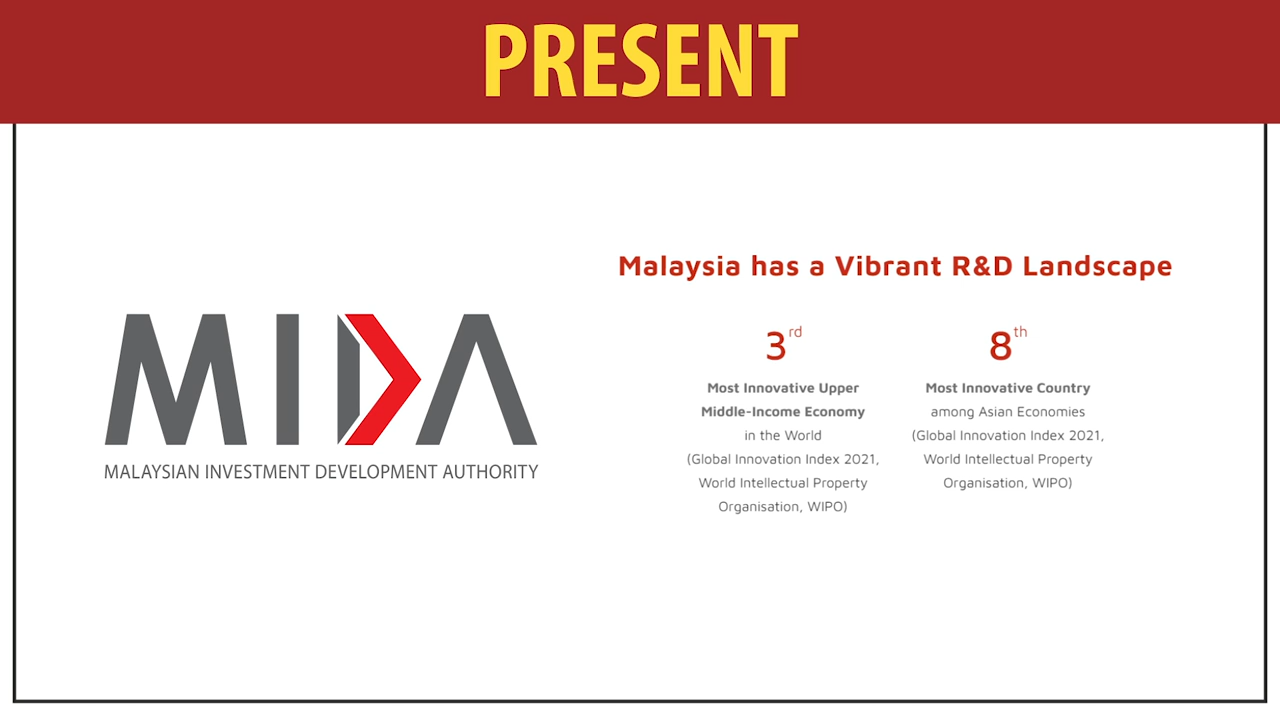 PRESENT
MIDA
MALAYSIAN INVESTMENT DEVELOPMENT AUTHORITY
Malaysia has a Vibrant R&D Landscape
3rd
Most Innovative Upper
Middle-Income Economy
in the World
(Global Innovation Index 2021,
World Intellectual Property
Organisation, WIPO)
8th
Most Innovative Country
among Asian Economies
(Global Innovation Index 2021,
World Intellectual Property
Organisation, WIPO)